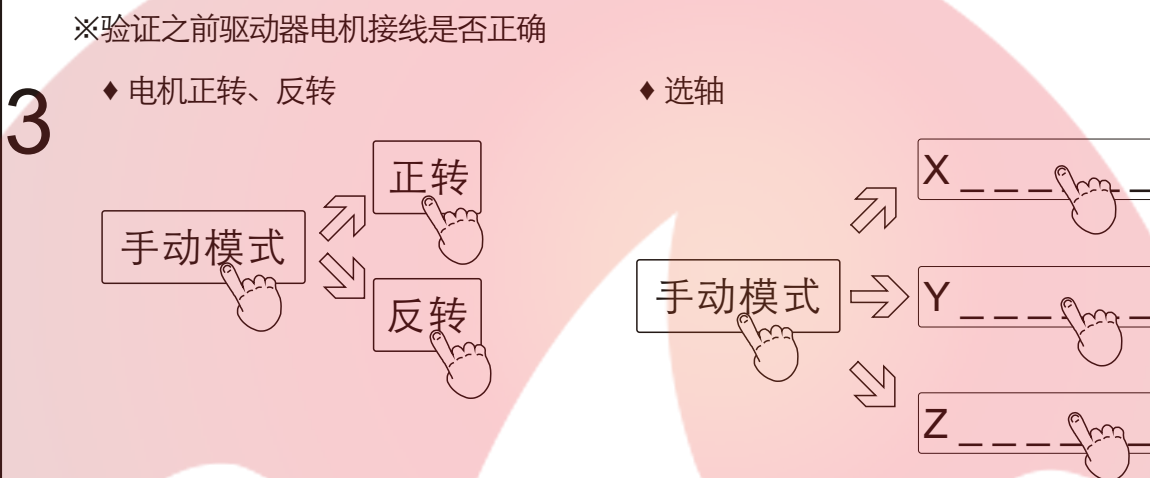 ※验证之前驱动器电机接线是否正确
3
♦ 电机正转、反转
♦ 选轴
手动模式
正转
反转
手动模式
X _ _ _ _ _ _
Y _ _ _ _ _ _
Z _ _ _ _ _ _